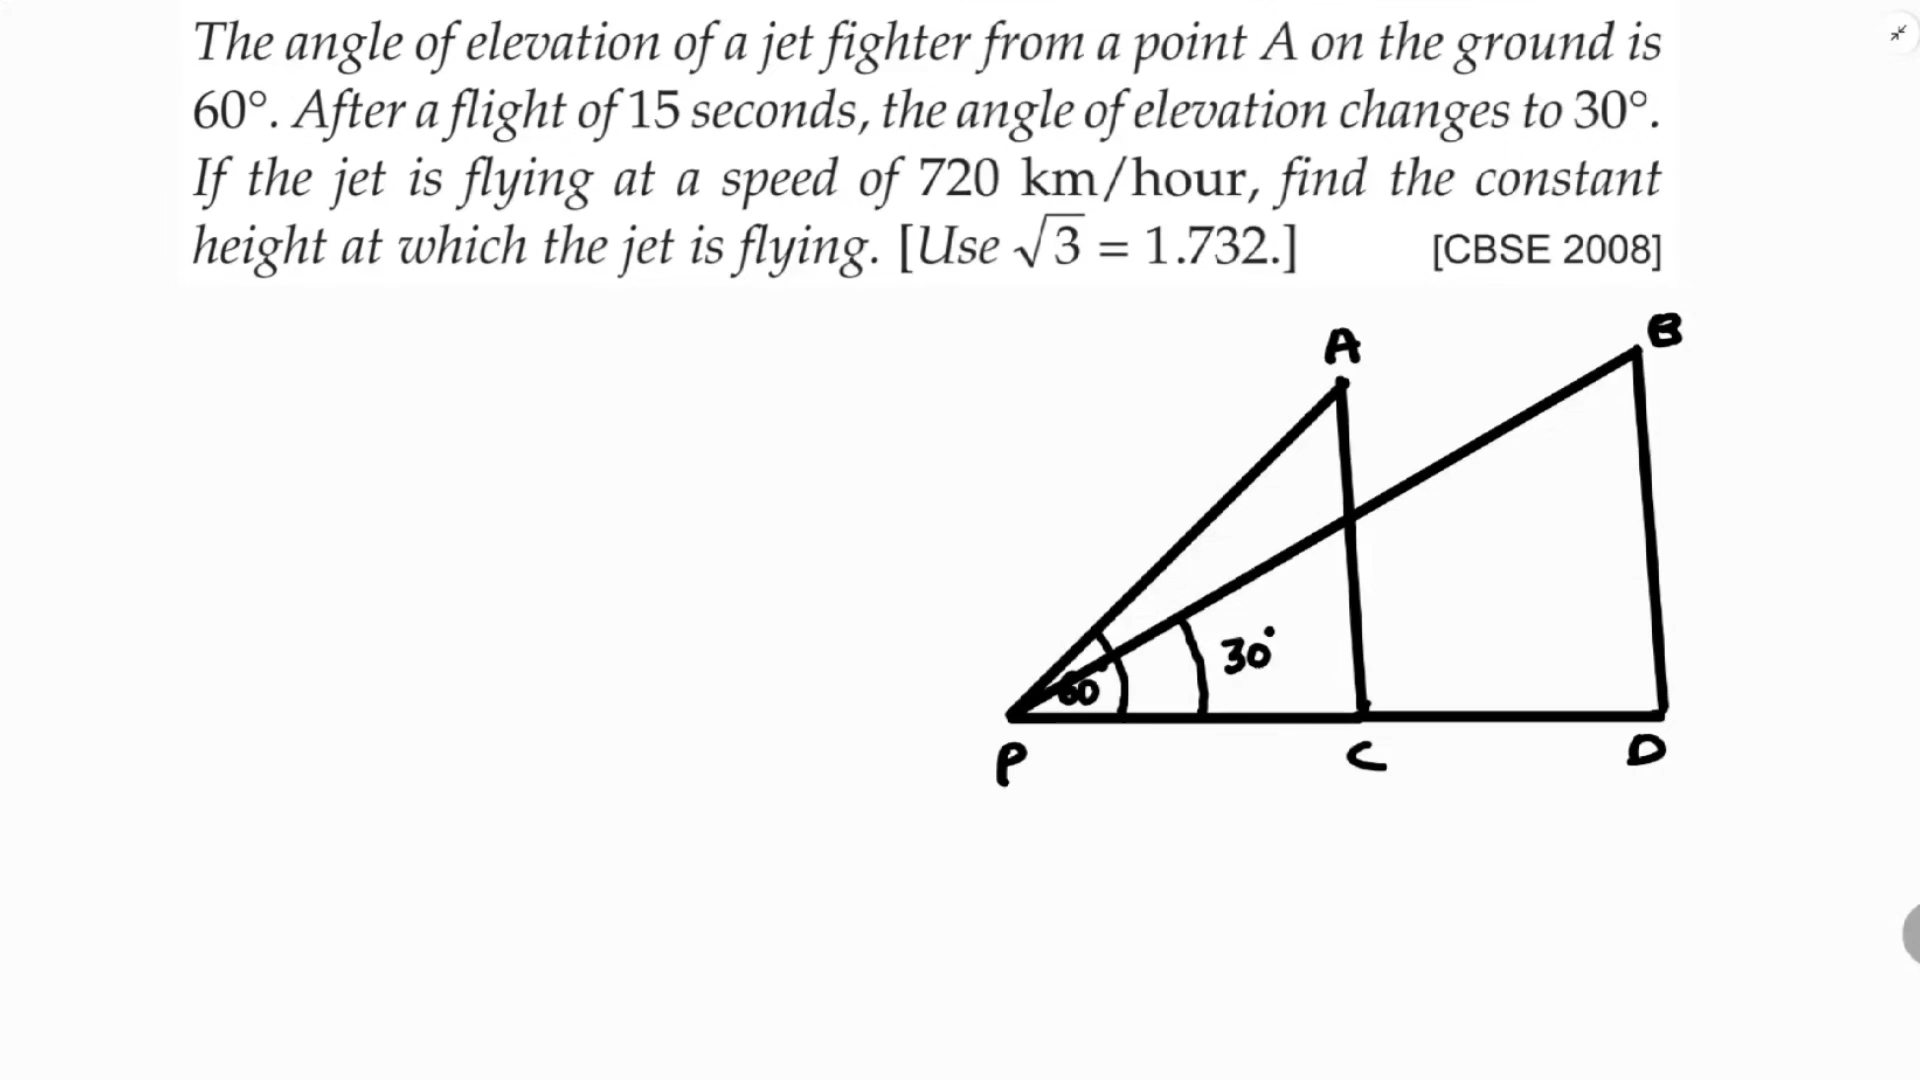 The angle of elevation of a jet fighter from a point A on the ground is
60°. After a flight of 15 seconds, the angle of elevation changes to 30°.
If the jet is flying at a speed of 720 km/hour, find the constant
height at which the jet is flying. [Use √3 = 1.732.] [CBSE 2008]
A B
30°
60
P C D